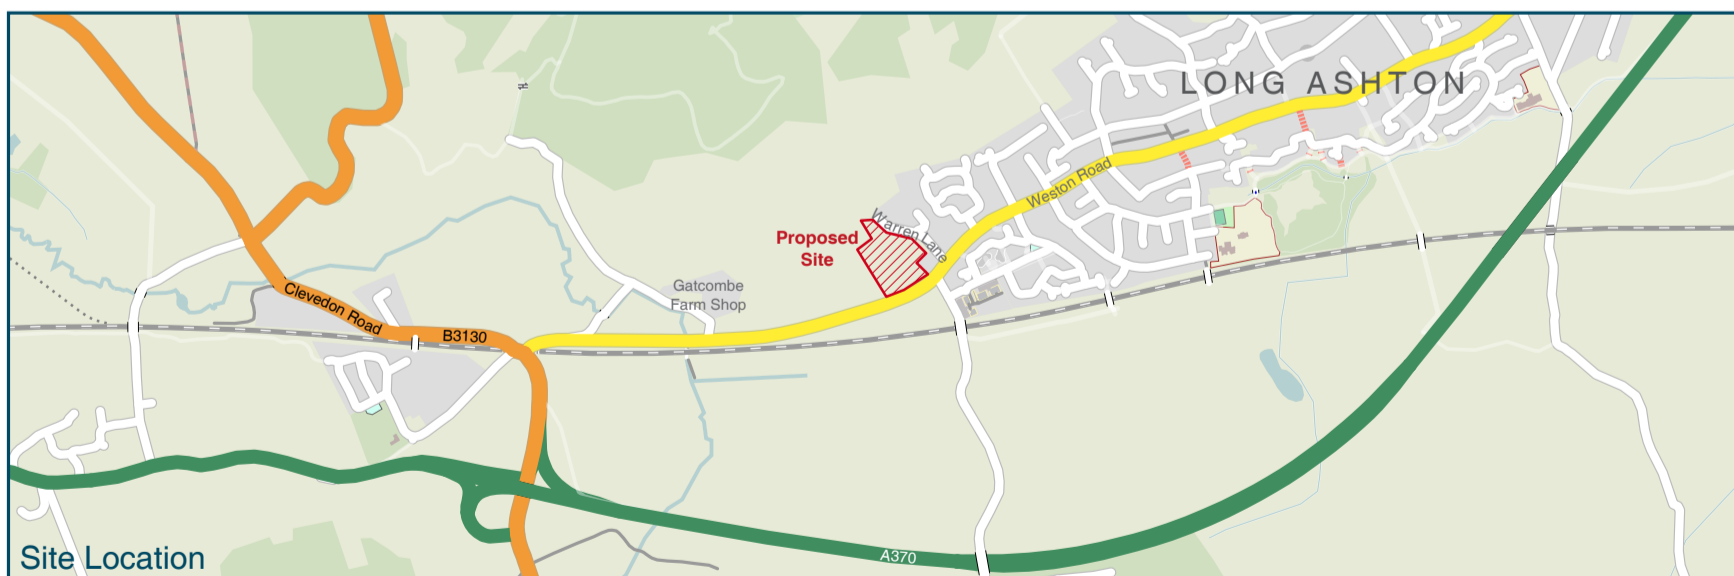 LONG ASHTON
Weston Road
Warren Lane
Proposed
Site
Gatcombe
Farm Shop
Clevedon Road
B3130
A370
Site Location